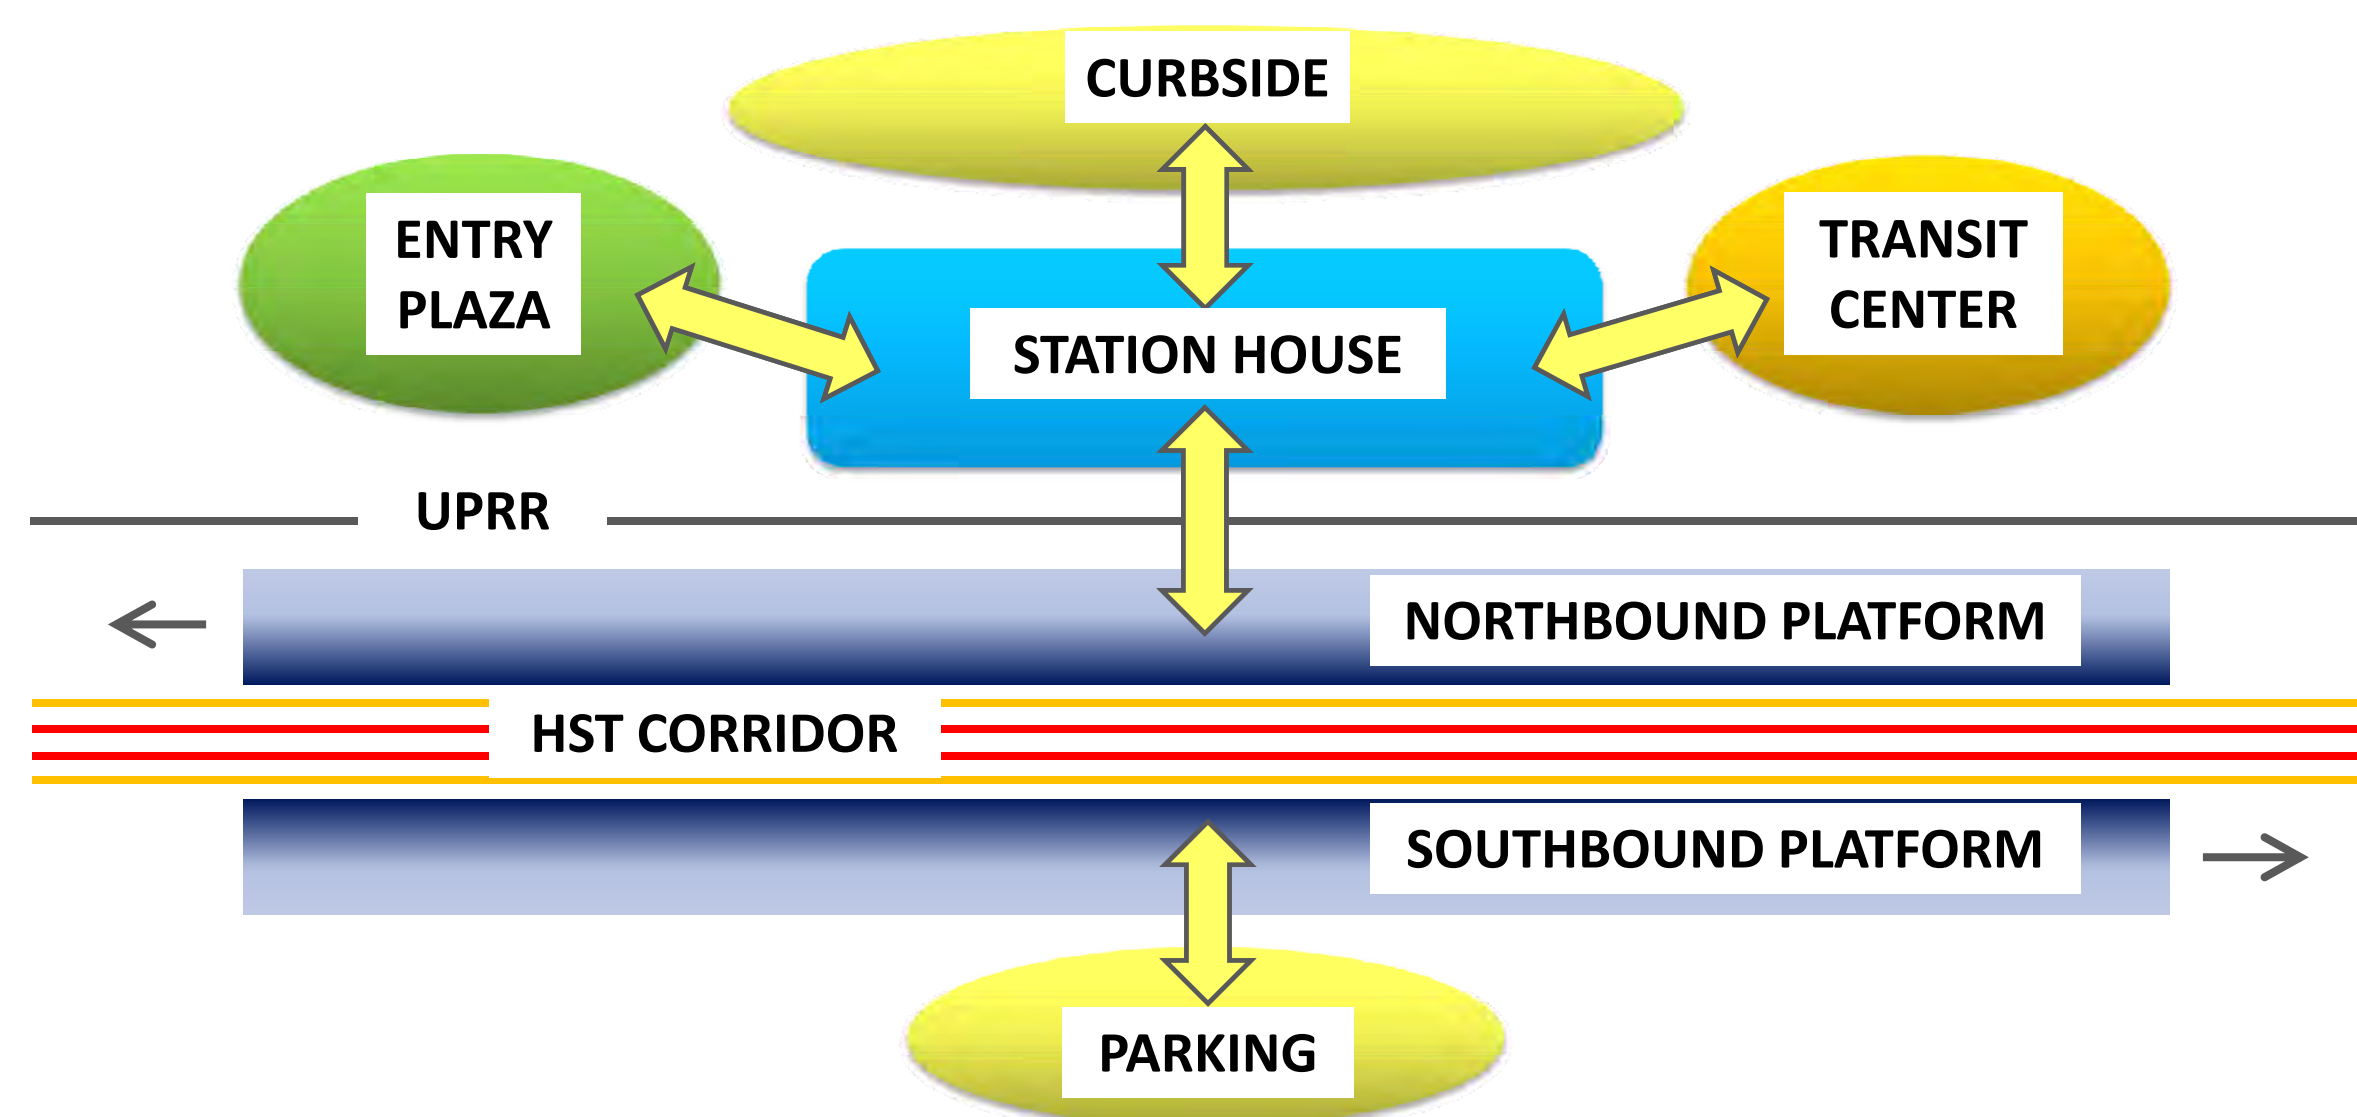 CURBSIDE
ENTRY
PLAZA
TRANSIT
CENTER
STATION HOUSE
UPRR
NORTHBOUND PLATFORM
HST CORRIDOR
SOUTHBOUND PLATFORM
PARKING